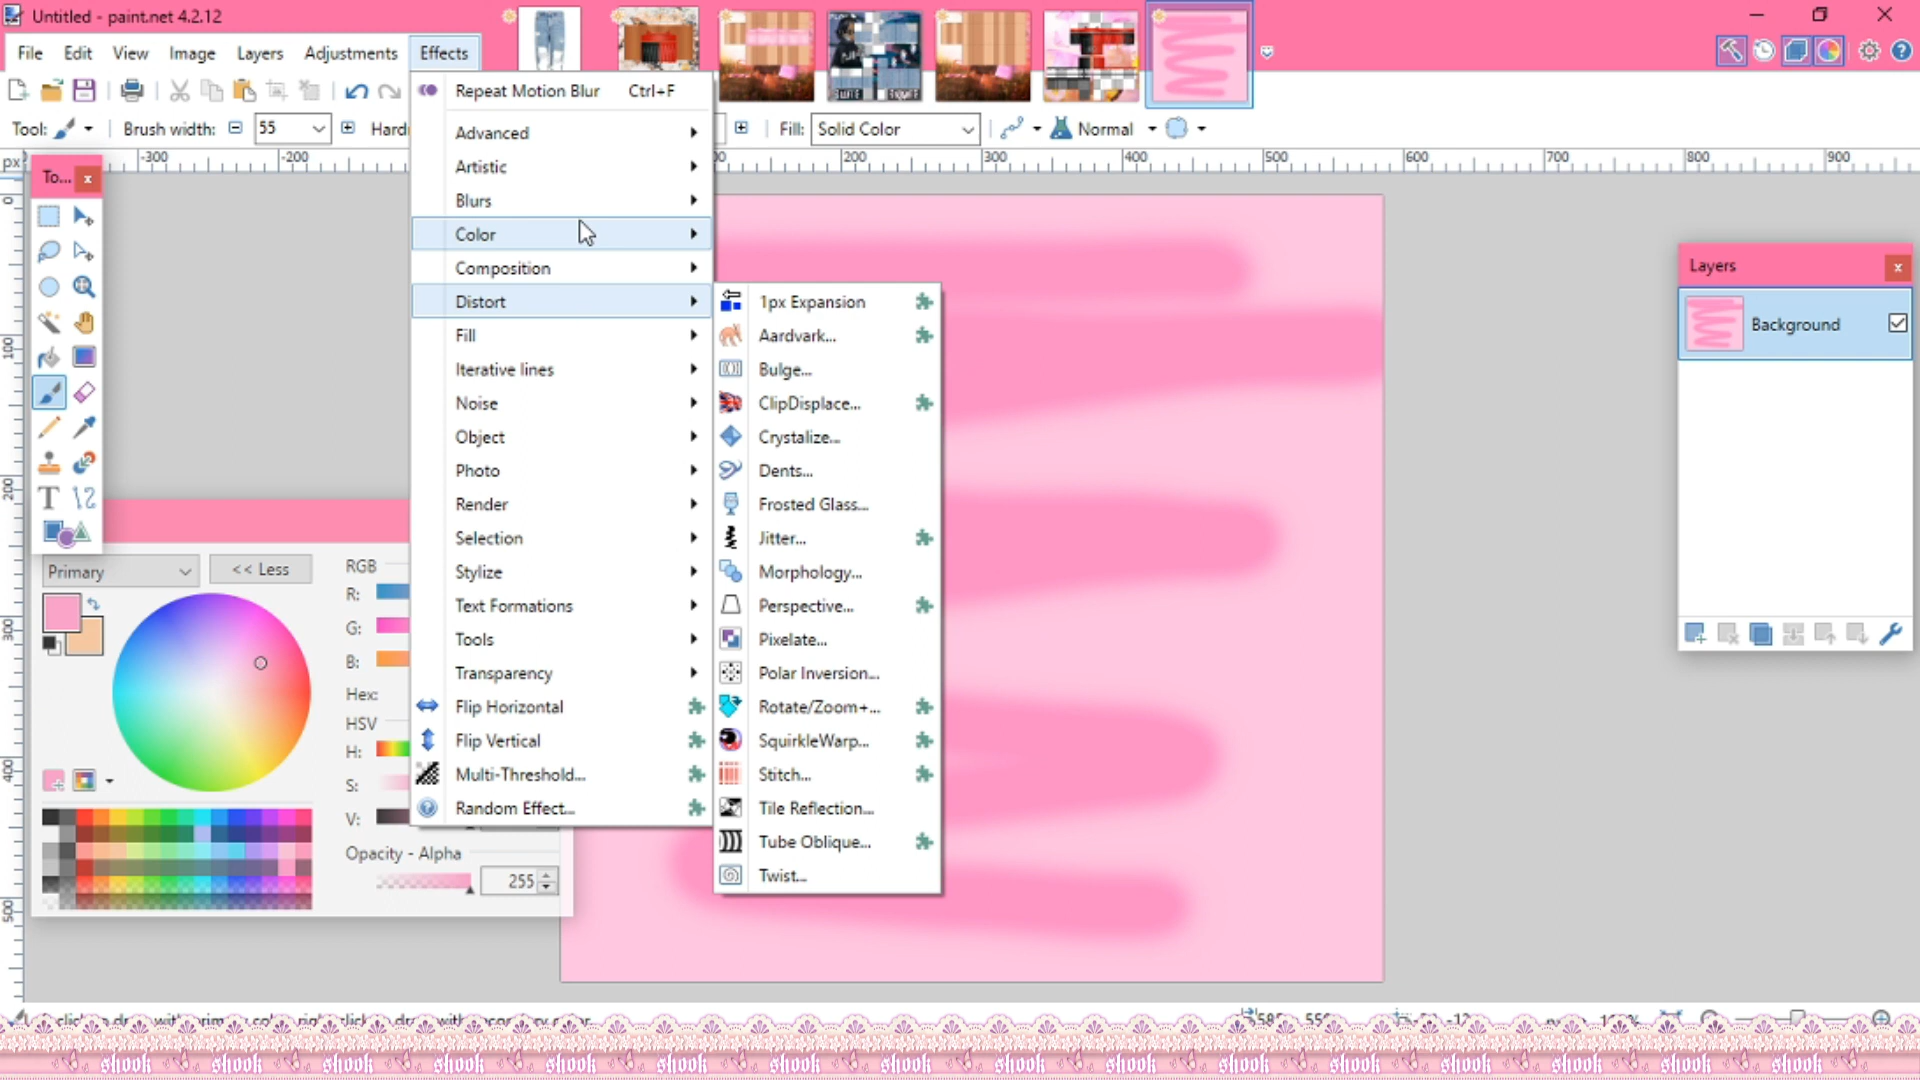 Untitled - paint.net 4.2.12
File Edit View Image Layers Adjustments Effects
Tool: Brush width: 55 Hard Fill: Solid Color Normal
px -300 -200 200 300 400 500 600 700 800 900
To...
Repeat Motion Blur Ctrl+F
Advanced
Artistic
Blurs
Color
Composition
Distort
Fill
Iterative lines
Noise
Object
Photo
Render
Selection
Stylize
Text Formations
Tools
Transparency
Flip Horizontal
Flip Vertical
Multi-Threshold...
Random Effect...
1px Expansion
Aardvark...
Bulge...
ClipDisplace...
Crystalize...
Dents...
Frosted Glass...
Jitter...
Morphology...
Perspective...
Pixelate...
Polar Inversion...
Rotate/Zoom+...
SquirkleWarp...
Stitch...
Tile Reflection...
Tube Oblique...
Twist...
Layers
Background
0
100
200
300
400
500
Primary << Less
RGB
R:
G:
B:
Hex:
HSV
H:
S:
V:
Opacity - Alpha
255
shook shook shook shook shook shook shook shook shook shook shook shook shook shook shook shook